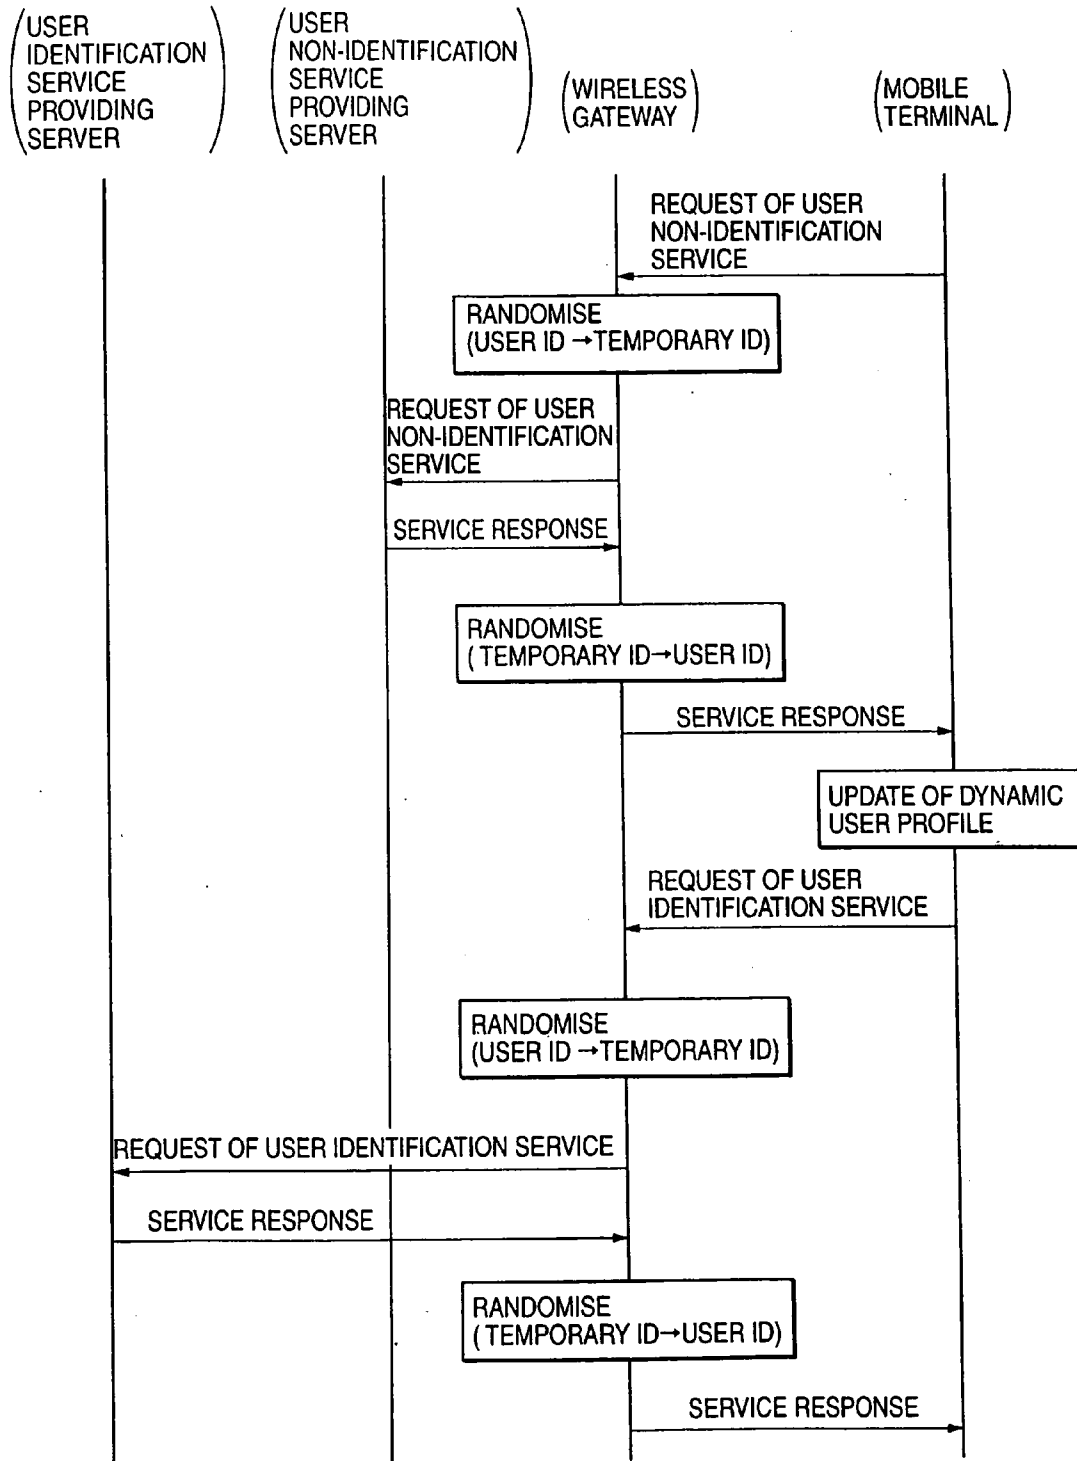 (USER
IDENTIFICATION
SERVICE
PROVIDING
SERVER)
(USER
NON-IDENTIFICATION
SERVICE
PROVIDING
SERVER)
(WIRELESS
GATEWAY)
(MOBILE
TERMINAL)
REQUEST OF USER
NON-IDENTIFICATION
SERVICE
RANDOMISE
(USER ID →TEMPORARY ID)
REQUEST OF USER
NON-IDENTIFICATION
SERVICE
SERVICE RESPONSE
RANDOMISE
( TEMPORARY ID→USER ID)
SERVICE RESPONSE
UPDATE OF DYNAMIC
USER PROFILE
REQUEST OF USER
IDENTIFICATION SERVICE
RANDOMISE
(USER ID →TEMPORARY ID)
REQUEST OF USER IDENTIFICATION SERVICE
SERVICE RESPONSE
RANDOMISE
( TEMPORARY ID→USER ID)
SERVICE RESPONSE